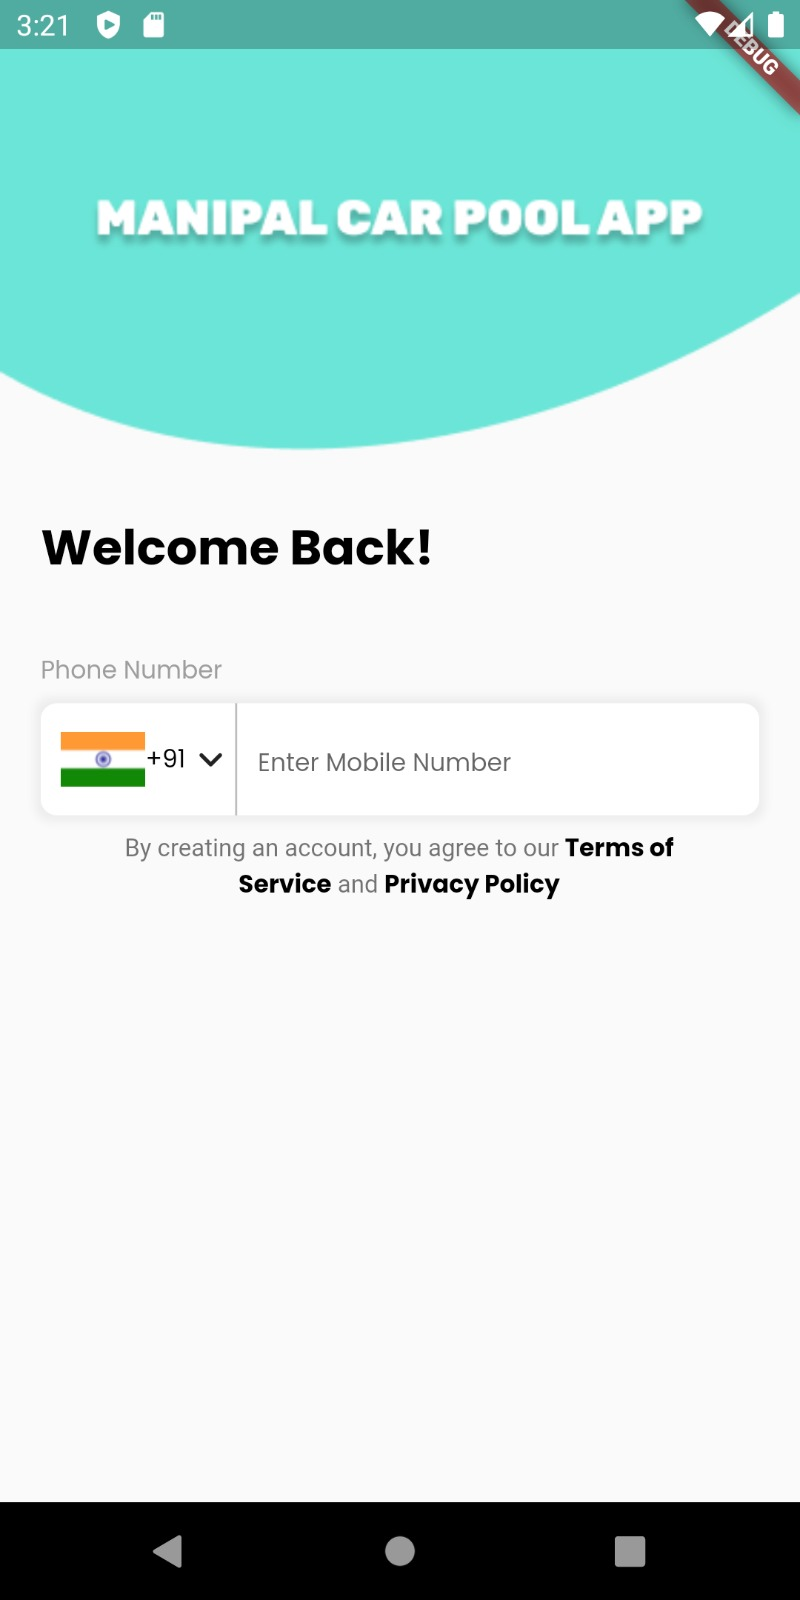 3:21
DEBUG
MANIPAL CAR POOL APP
Welcome Back!
Phone Number
+91
Enter Mobile Number
By creating an account, you agree to our Terms of
Service and Privacy Policy